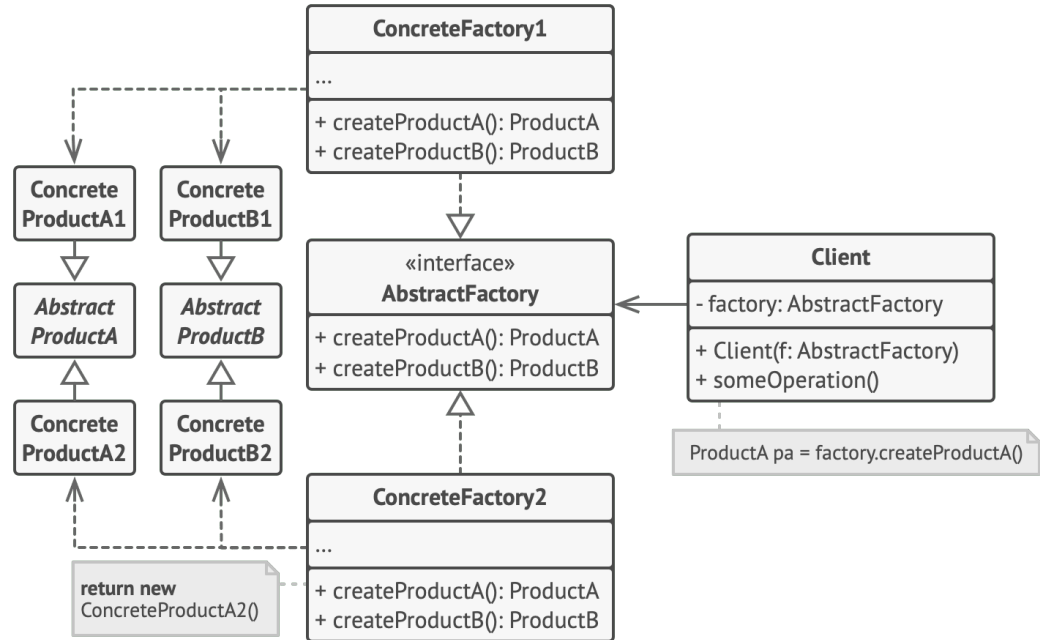 ConcreteFactory1
...
+ createProductA(): ProductA
+ createProductB(): ProductB
Concrete
ProductA1
Concrete
ProductB1
Abstract
ProductA
Abstract
ProductB
Concrete
ProductA2
Concrete
ProductB2
«interface»
AbstractFactory
+ createProductA(): ProductA
+ createProductB(): ProductB
Client
- factory: AbstractFactory
+ Client(f: AbstractFactory)
+ someOperation()
ProductA pa = factory.createProductA()
ConcreteFactory2
...
+ createProductA(): ProductA
+ createProductB(): ProductB
return new
ConcreteProductA2()